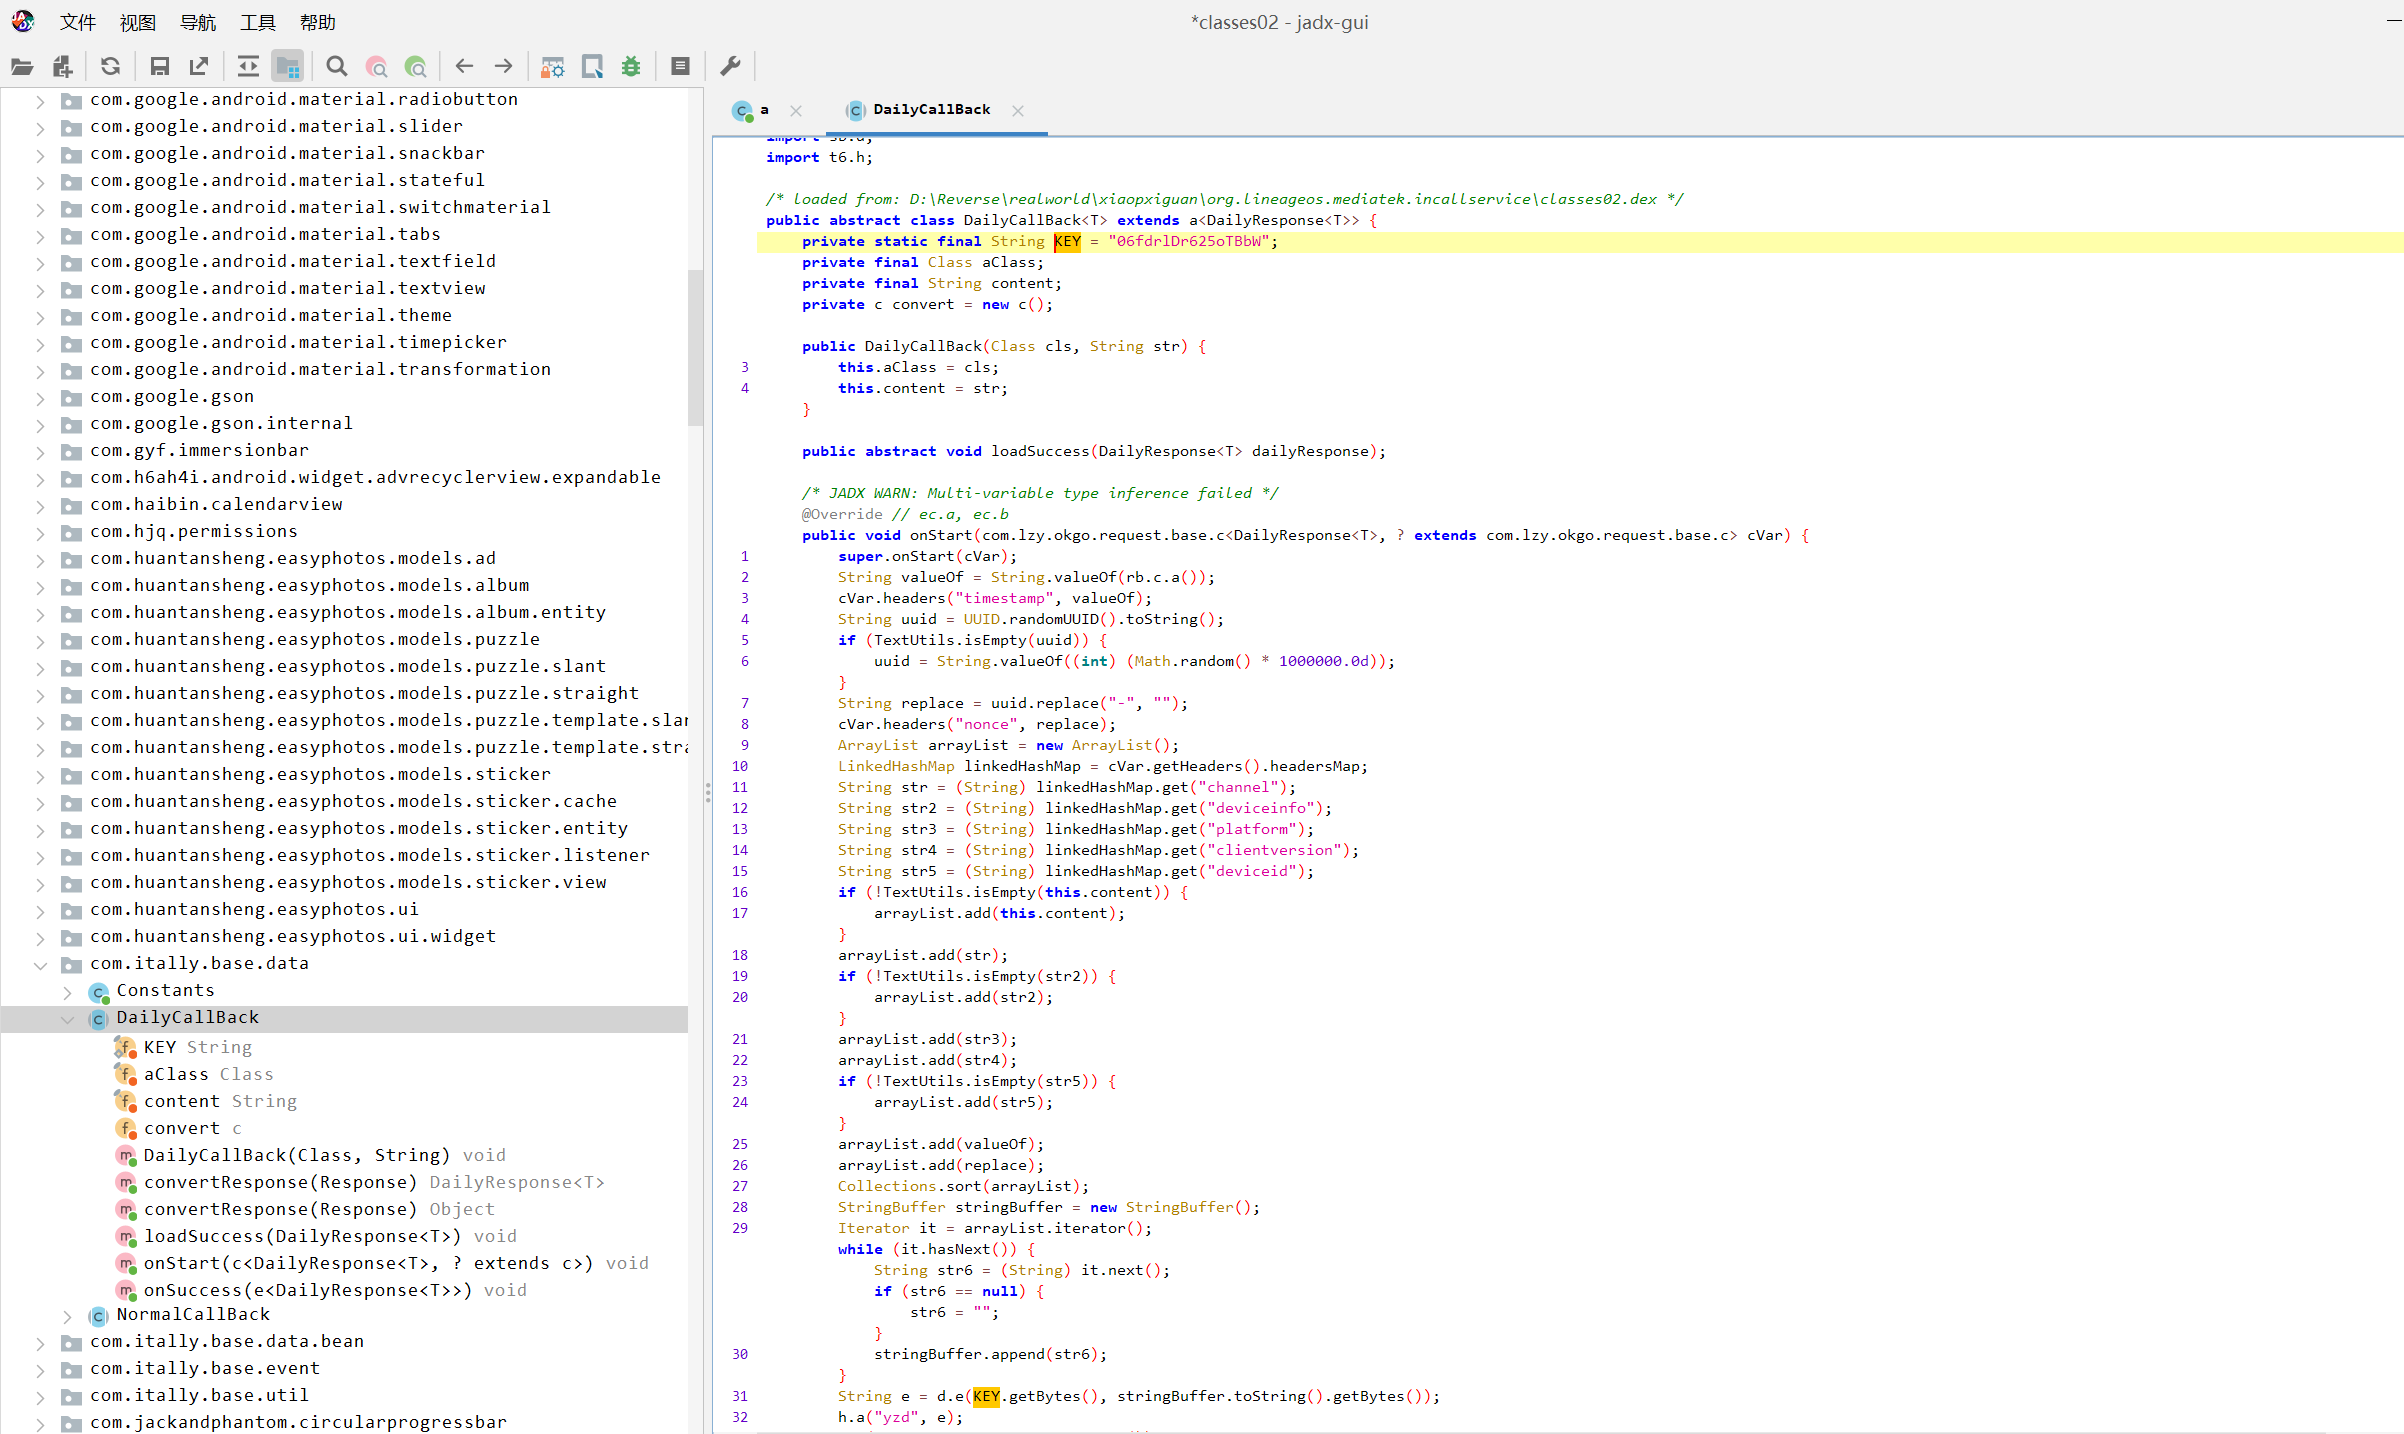 文件 视图 导航 工具 帮助
*classes02 - jadx-gui
com.google.android.material.radiobutton
com.google.android.material.slider
com.google.android.material.snackbar
com.google.android.material.stateful
com.google.android.material.switchmaterial
com.google.android.material.tabs
com.google.android.material.textfield
com.google.android.material.textview
com.google.android.material.theme
com.google.android.material.timepicker
com.google.android.material.transformation
com.google.gson
com.google.gson.internal
com.gyf.immersionbar
com.h6ah4i.android.widget.advrecyclerview.expandable
com.haibin.calendarview
com.hjq.permissions
com.huantansheng.easyphotos.models.ad
com.huantansheng.easyphotos.models.album
com.huantansheng.easyphotos.models.album.entity
com.huantansheng.easyphotos.models.puzzle
com.huantansheng.easyphotos.models.puzzle.slant
com.huantansheng.easyphotos.models.puzzle.straight
com.huantansheng.easyphotos.models.puzzle.template.slan
com.huantansheng.easyphotos.models.puzzle.template.stra
com.huantansheng.easyphotos.models.sticker
com.huantansheng.easyphotos.models.sticker.cache
com.huantansheng.easyphotos.models.sticker.entity
com.huantansheng.easyphotos.models.sticker.listener
com.huantansheng.easyphotos.models.sticker.view
com.huantansheng.easyphotos.ui
com.huantansheng.easyphotos.ui.widget
com.itally.base.data
Constants
DailyCallBack
KEY String
aClass Class
content String
convert c
DailyCallBack(Class, String) void
convertResponse(Response) DailyResponse<T>
convertResponse(Response) Object
loadSuccess(DailyResponse<T>) void
onStart(c<DailyResponse<T>, ? extends c>) void
onSuccess(e<DailyResponse<T>>) void
NormalCallBack
com.itally.base.data.bean
com.itally.base.event
com.itally.base.util
com.jackandphantom.circularprogressbar
a DailyCallBack
import t6.h;
/* loaded from: D:\Reverse\realworld\xiaopxiguan\org.lineageos.mediatek.incallservice\classes02.dex */
public abstract class DailyCallBack<T> extends a<DailyResponse<T>> {
private static final String KEY = "06fdrlDr625oTBbW";
private final Class aClass;
private final String content;
private c convert = new c();
public DailyCallBack(Class cls, String str) {
3 this.aClass = cls;
4 this.content = str;
}
public abstract void loadSuccess(DailyResponse<T> dailyResponse);
/* JADX WARN: Multi-variable type inference failed */
@Override // ec.a, ec.b
public void onStart(com.lzy.okgo.request.base.c<DailyResponse<T>, ? extends com.lzy.okgo.request.base.c> cVar) {
1 super.onStart(cVar);
2 String valueOf = String.valueOf(rb.c.a());
3 cVar.headers("timestamp", valueOf);
4 String uuid = UUID.randomUUID().toString();
5 if (TextUtils.isEmpty(uuid)) {
6 uuid = String.valueOf((int) (Math.random() * 1000000.0d));
}
7 String replace = uuid.replace("-", "");
8 cVar.headers("nonce", replace);
9 ArrayList arrayList = new ArrayList();
10 LinkedHashMap linkedHashMap = cVar.getHeaders().headersMap;
11 String str = (String) linkedHashMap.get("channel");
12 String str2 = (String) linkedHashMap.get("deviceinfo");
13 String str3 = (String) linkedHashMap.get("platform");
14 String str4 = (String) linkedHashMap.get("clientversion");
15 String str5 = (String) linkedHashMap.get("deviceid");
16 if (!TextUtils.isEmpty(this.content)) {
17 arrayList.add(this.content);
}
18 arrayList.add(str);
19 if (!TextUtils.isEmpty(str2)) {
20 arrayList.add(str2);
}
21 arrayList.add(str3);
22 arrayList.add(str4);
23 if (!TextUtils.isEmpty(str5)) {
24 arrayList.add(str5);
}
25 arrayList.add(valueOf);
26 arrayList.add(replace);
27 Collections.sort(arrayList);
28 StringBuffer stringBuffer = new StringBuffer();
29 Iterator it = arrayList.iterator();
while (it.hasNext()) {
String str6 = (String) it.next();
if (str6 == null) {
str6 = "";
}
30 stringBuffer.append(str6);
}
31 String e = d.e(KEY.getBytes(), stringBuffer.toString().getBytes());
32 h.a("yzd", e);